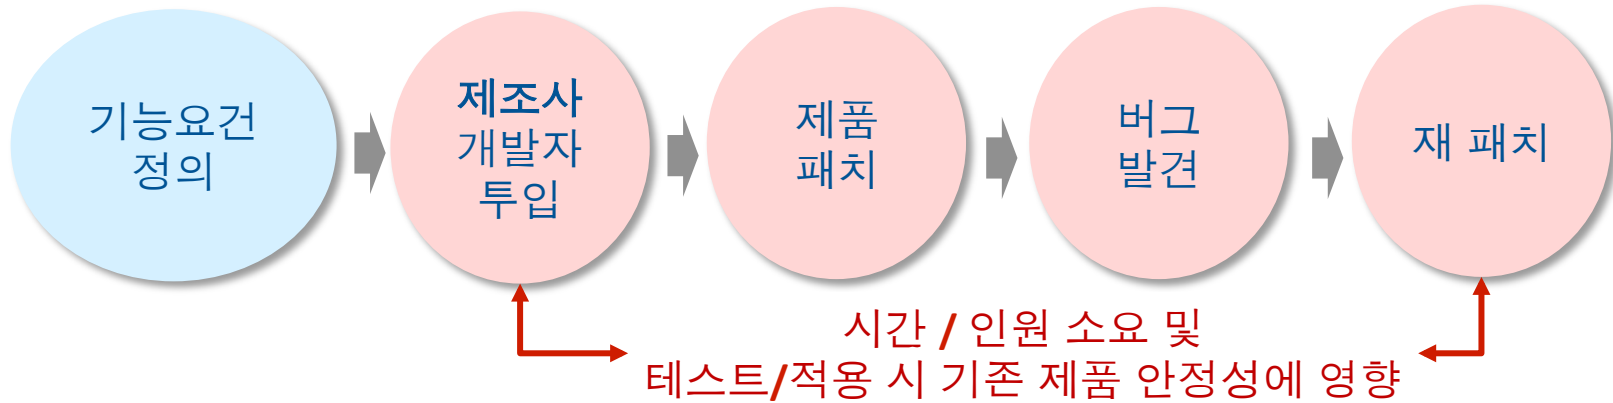 기능요건
정의
제조사
개발자
투입
제품
패치
버그
발견
재 패치
시간 / 인원 소요 및
테스트/적용 시 기존 제품 안정성에 영향